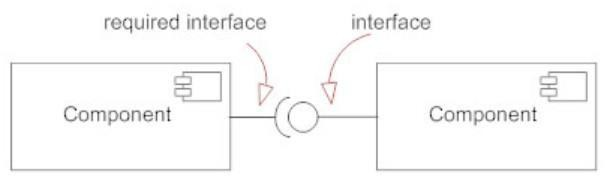 required interface
interface
Component
Component